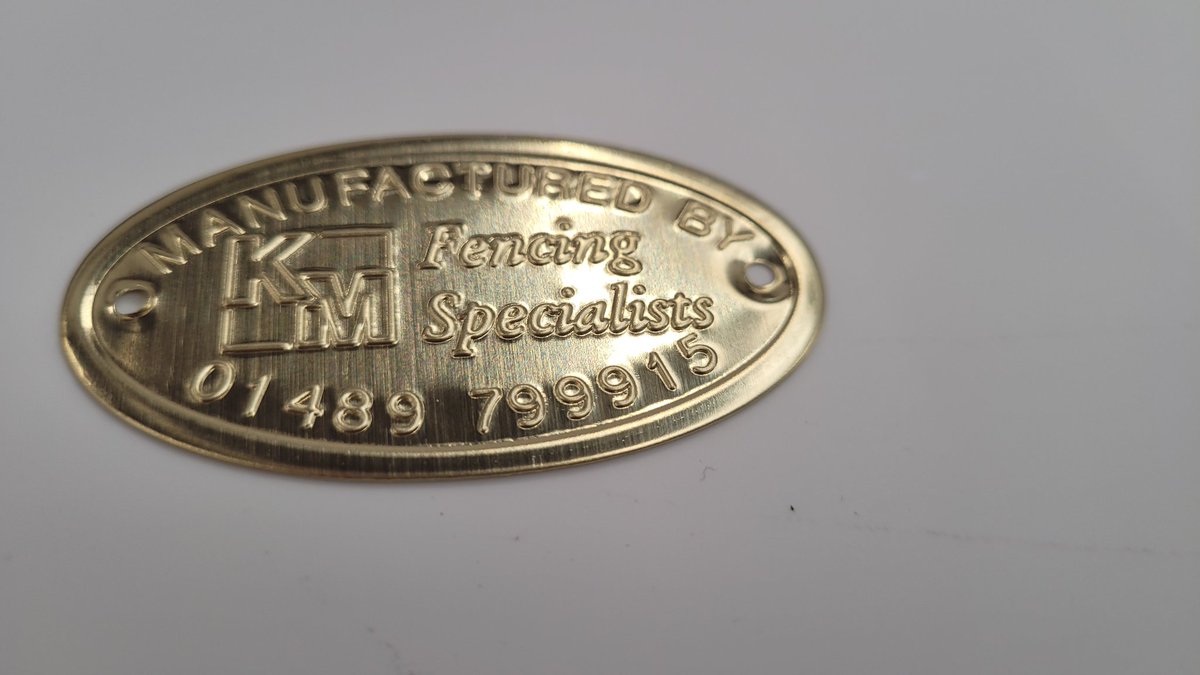 MANUFACTURED BY
KM
Fencing
Specialists
01489 799915